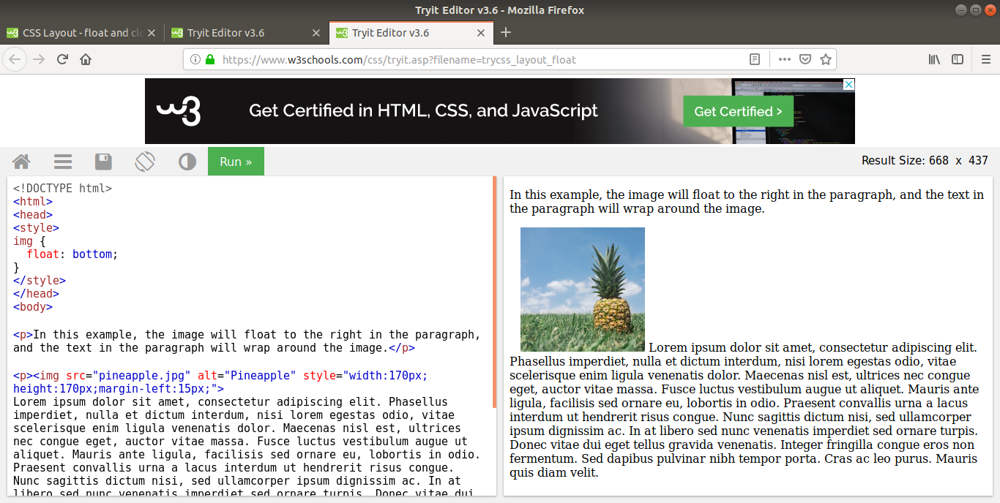 Tryit Editor v3.6 - Mozilla Firefox
CSS Layout - float and cle
Tryit Editor v3.6
Tryit Editor v3.6
https://www.w3schools.com/css/tryit.asp?filename=trycss_layout_float
w3
Get Certified in HTML, CSS, and JavaScript
Get Certified >
Run »
Result Size: 668 x 437
<!DOCTYPE html>
<html>
<head>
<style>
img {
  float: bottom;
}
</style>
</head>
<body>
<p>In this example, the image will float to the right in the paragraph,
and the text in the paragraph will wrap around the image.</p>
<p><img src="pineapple.jpg" alt="Pineapple" style="width:170px;
height:170px;margin-left:15px;">
Lorem ipsum dolor sit amet, consectetur adipiscing elit. Phasellus
imperdiet, nulla et dictum interdum, nisi lorem egestas odio, vitae
scelerisque enim ligula venenatis dolor. Maecenas nisl est, ultrices
nec congue eget, auctor vitae massa. Fusce luctus vestibulum augue ut
aliquet. Mauris ante ligula, facilisis sed ornare eu, lobortis in odio.
Praesent convallis urna a lacus interdum ut hendrerit risus congue.
Nunc sagittis dictum nisi, sed ullamcorper ipsum dignissim ac. In at
libero sed nunc venenatis imperdiet sed ornare turpis. Donec vitae dui
In this example, the image will float to the right in the paragraph, and the text in
the paragraph will wrap around the image.
Lorem ipsum dolor sit amet, consectetur adipiscing elit.
Phasellus imperdiet, nulla et dictum interdum, nisi lorem egestas odio, vitae
scelerisque enim ligula venenatis dolor. Maecenas nisl est, ultrices nec congue
eget, auctor vitae massa. Fusce luctus vestibulum augue ut aliquet. Mauris ante
ligula, facilisis sed ornare eu, lobortis in odio. Praesent convallis urna a lacus
interdum ut hendrerit risus congue. Nunc sagittis dictum nisi, sed ullamcorper
ipsum dignissim ac. In at libero sed nunc venenatis imperdiet sed ornare turpis.
Donec vitae dui eget tellus gravida venenatis. Integer fringilla congue eros non
fermentum. Sed dapibus pulvinar nibh tempor porta. Cras ac leo purus. Mauris
quis diam velit.